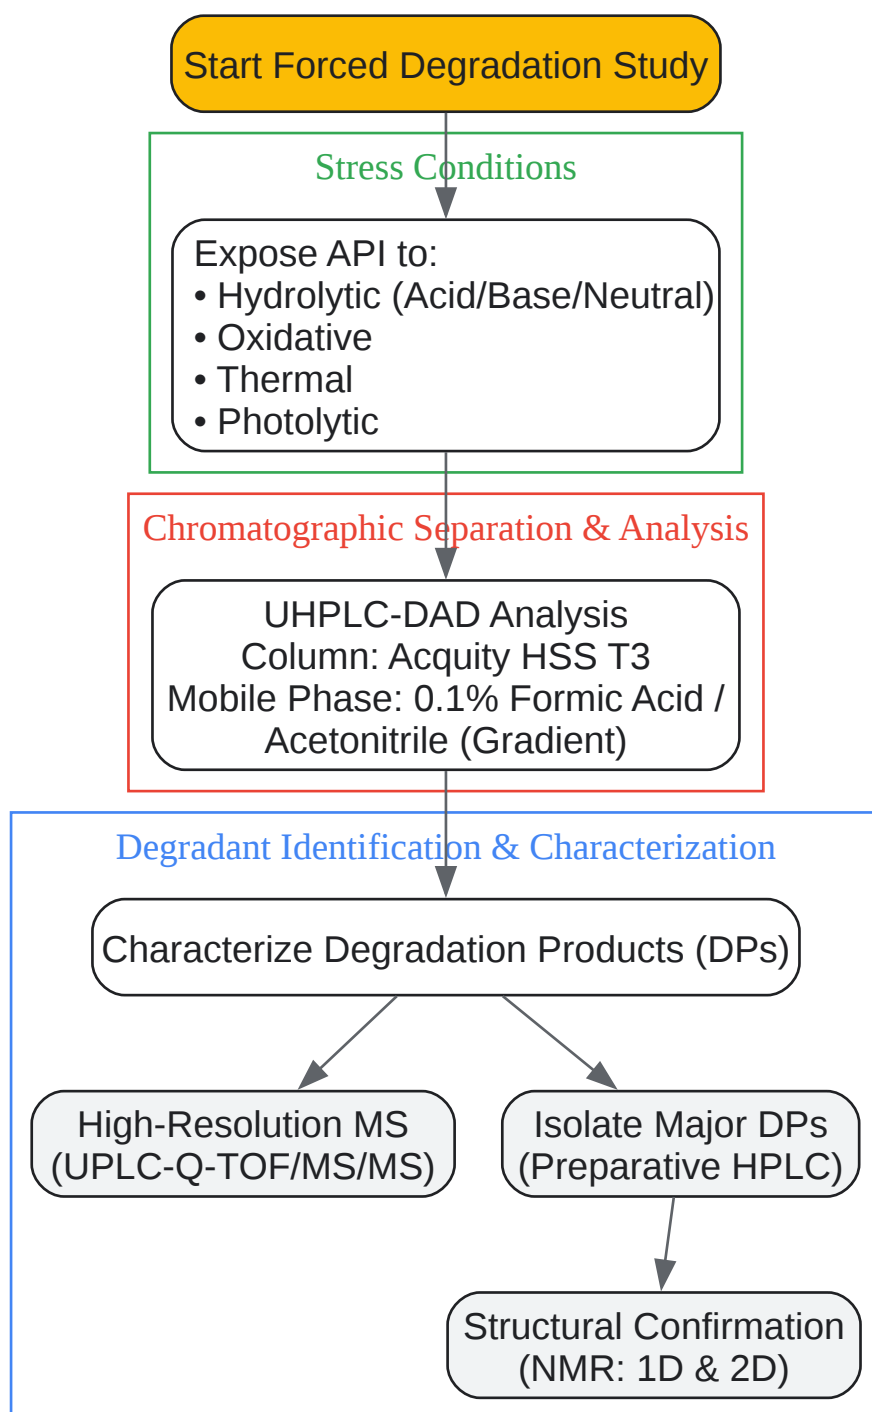 Start Forced Degradation Study
Stress Conditions
Expose API to:
• Hydrolytic (Acid/Base/Neutral)
• Oxidative
• Thermal
• Photolytic
Chromatographic Separation & Analysis
UHPLC-DAD Analysis
Column: Acquity HSS T3
Mobile Phase: 0.1% Formic Acid /
Acetonitrile (Gradient)
Degradant Identification & Characterization
Characterize Degradation Products (DPs)
High-Resolution MS
(UPLC-Q-TOF/MS/MS)
Isolate Major DPs
(Preparative HPLC)
Structural Confirmation
(NMR: 1D & 2D)